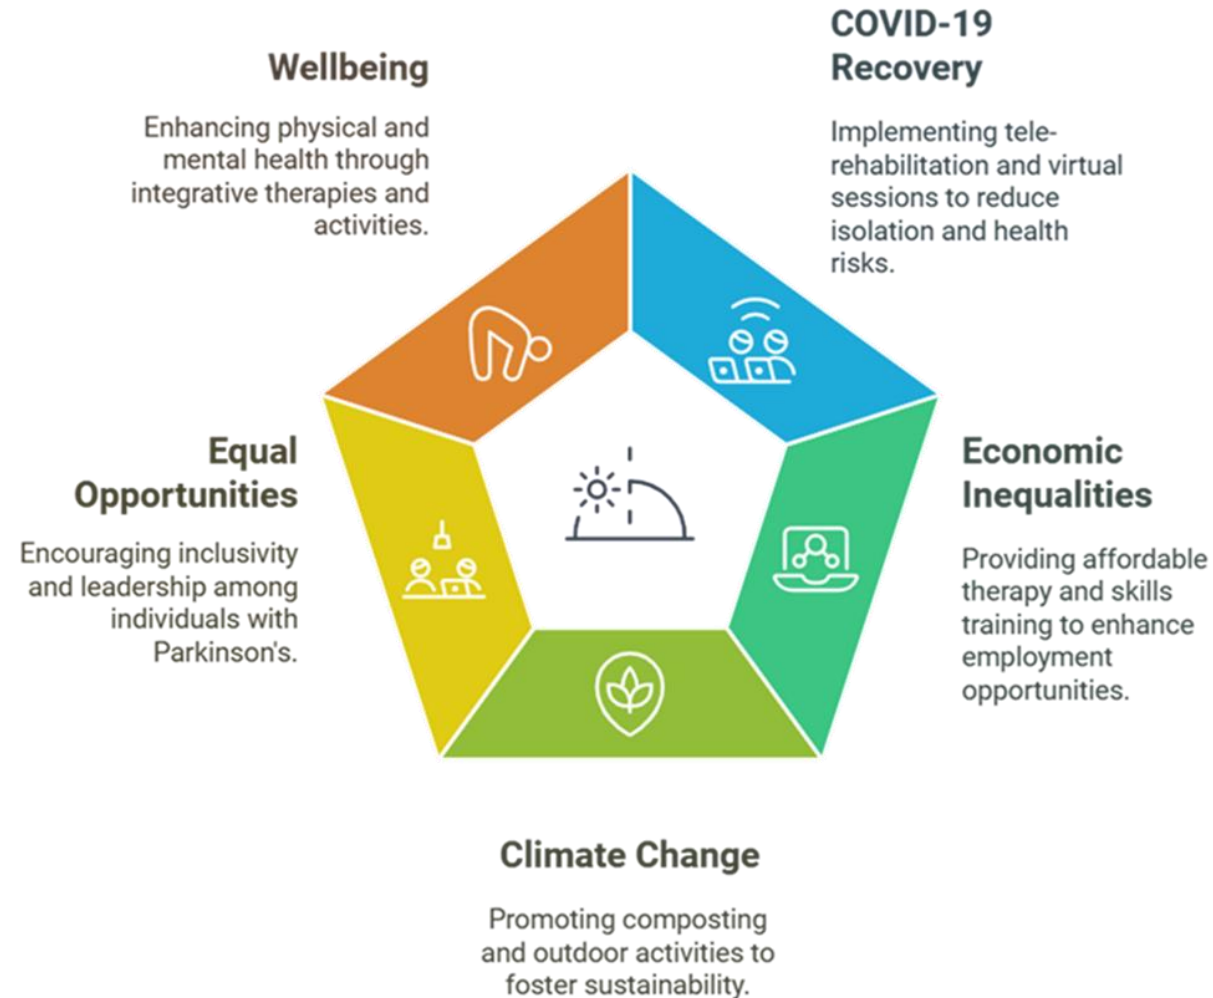 Wellbeing
Enhancing physical and
mental health through
integrative therapies and
activities.
COVID-19
Recovery
Implementing tele-
rehabilitation and virtual
sessions to reduce
isolation and health
risks.
Equal
Opportunities
Encouraging inclusivity
and leadership among
individuals with
Parkinson's.
Economic
Inequalities
Providing affordable
therapy and skills
training to enhance
employment
opportunities.
Climate Change
Promoting composting
and outdoor activities to
foster sustainability.